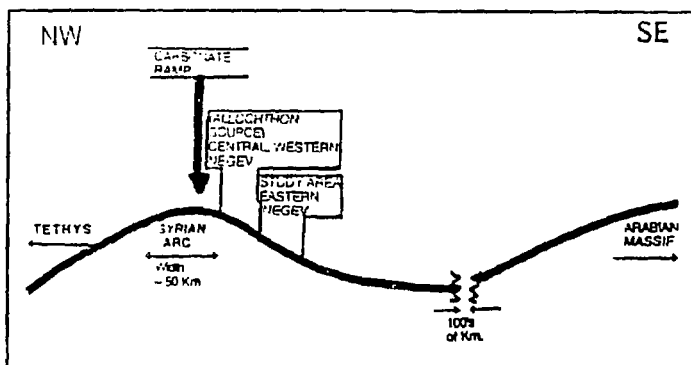 NW
SE
CARBONATE
RAMP
(ALLOCHTHON
SOURCE)
CENTRAL, WESTERN
NEGEV
STUDY AREA
EASTERN
NEGEV
TETHYS
SYRIAN
ARC
Width
~ 50 Km
ARABIAN
MASSIF
100's
of Km.